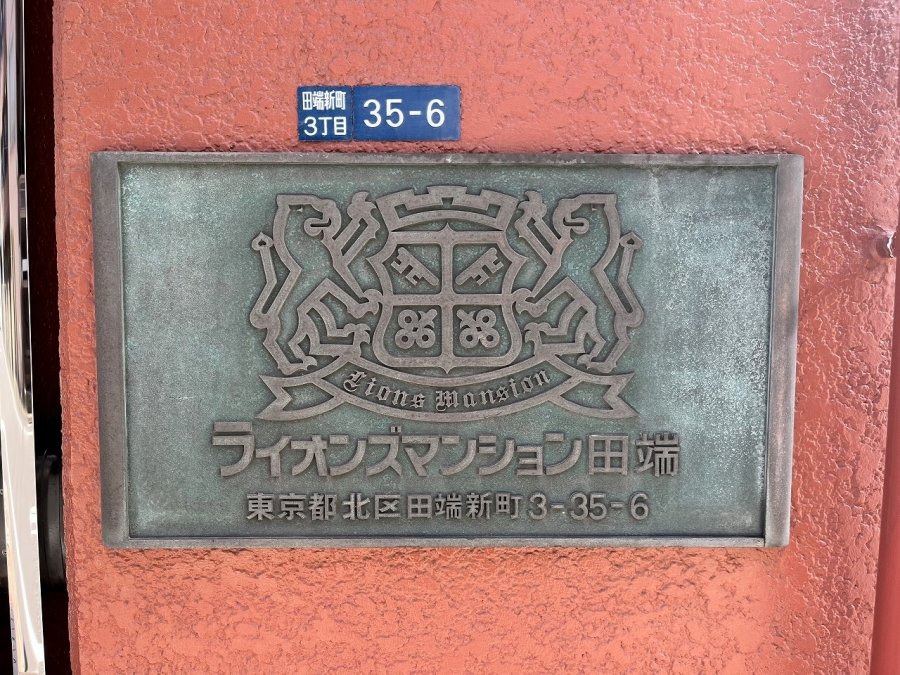 田端新町
3丁目
35-6
Lions Mansion
ライオンズマンション田端
東京都北区田端新町3-35-6